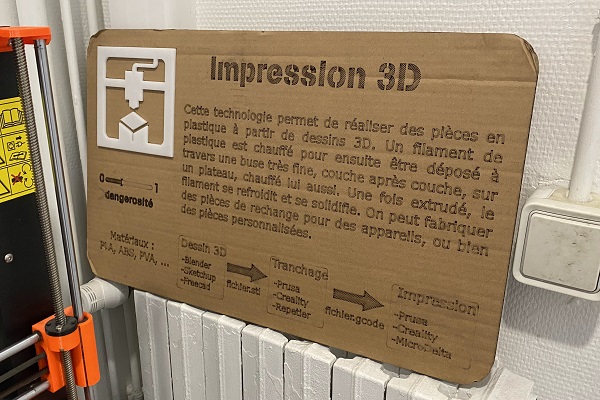 Impression 3D
Cette technologie permet de réaliser des pièces en
plastique à partir de dessins 3D. Un filament de
plastique est chauffé pour ensuite être déposé à
travers une buse très fine, couche après couche, sur
un plateau, chauffé lui aussi. Une fois extrudé, le
filament se refroidit et se solidifie. On peut fabriquer
des pièces de rechange pour des appareils, ou bien
des pièces personnalisées.
0 1
dangerosité
Matériaux :
PLA, ABS, PVA, ...
Dessin 3D
-Blender
-Sketchup
-Freecad
fichier.stl
Tranchage
-Prusa
-Creality
-Repetier
fichier.gcode
Impression
-Prusa
-Creality
-MicroDelta